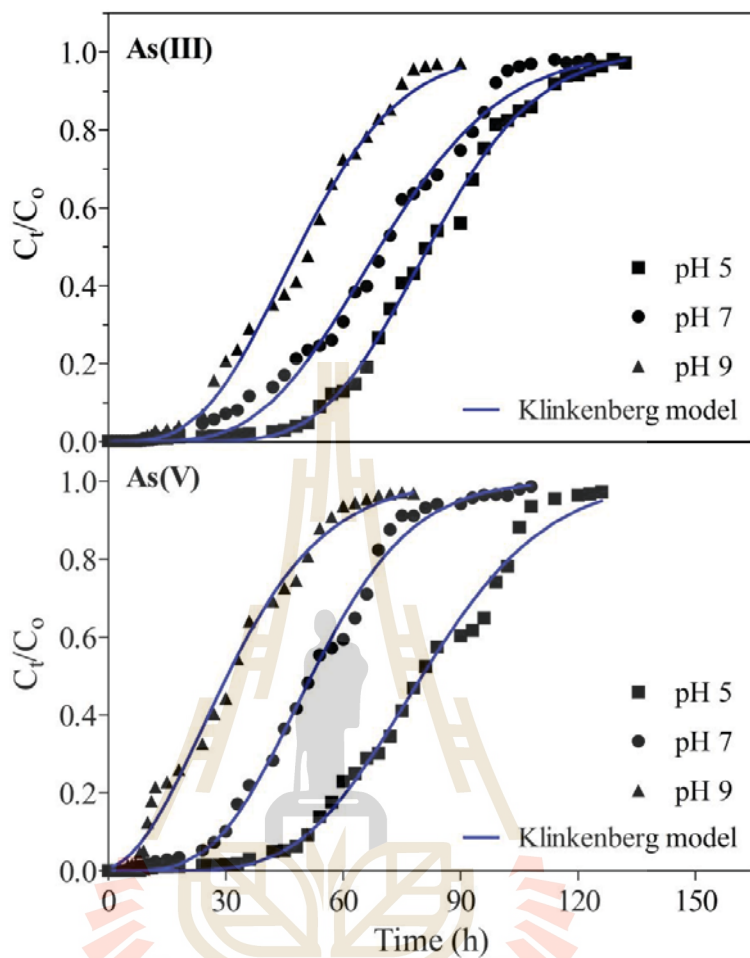 As(III)
1.0
0.8
0.6
0.4
0.2
0.0
Cₜ/Cₒ
pH 5
pH 7
pH 9
Klinkenberg model
As(V)
1.0
0.8
0.6
0.4
0.2
0.0
Cₜ/Cₒ
pH 5
pH 7
pH 9
Klinkenberg model
0 30 60 90 120 150
Time (h)